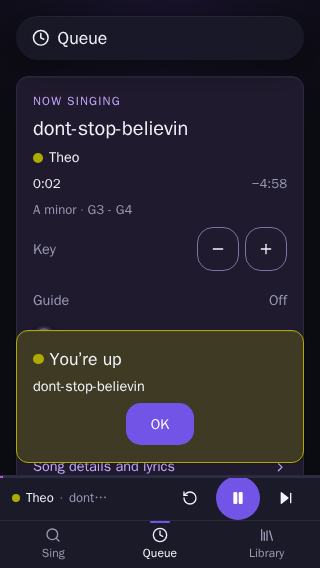 Queue
NOW SINGING
dont-stop-believin
Theo
0:02 −4:58
A minor · G3 - G4
Key − +
Guide Off
You're up
dont-stop-believin
OK
Song details and lyrics
Theo · dont···
Sing Queue Library